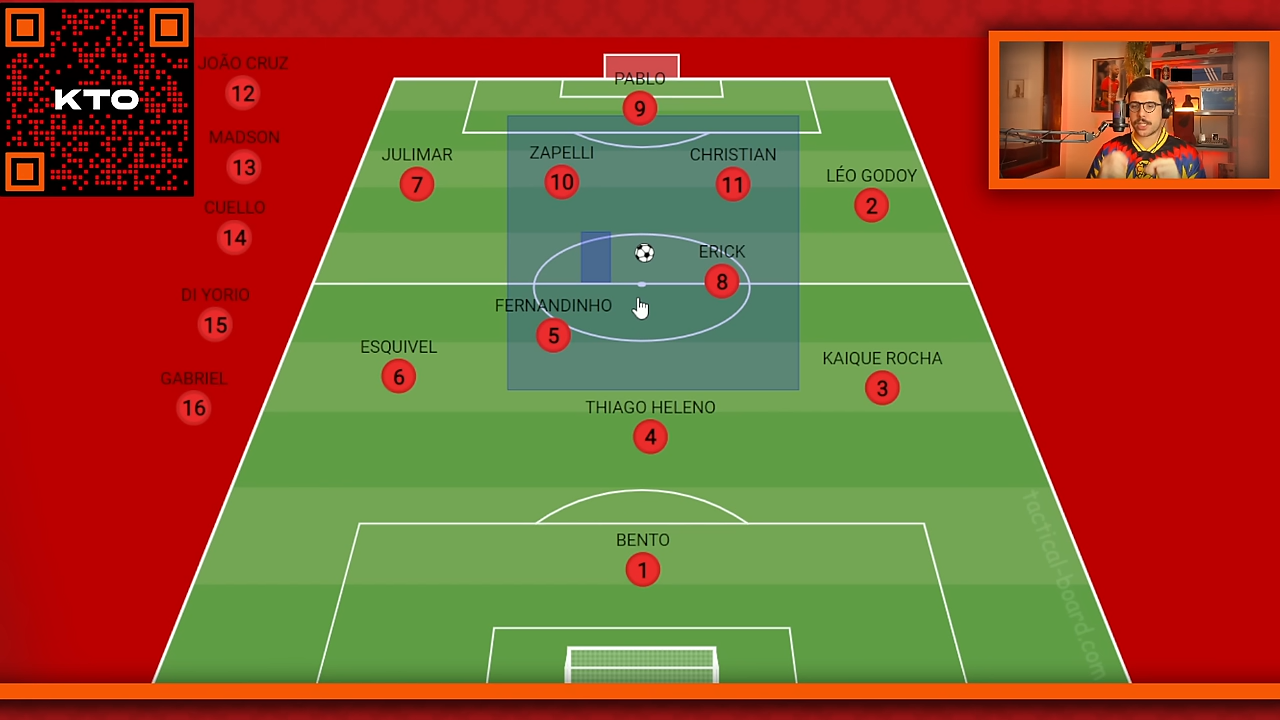 KTO
JOÃO CRUZ
12
MADSON
13
CUELLO
14
DI YORIO
15
GABRIEL
16
PABLO
9
JULIMAR
7
ZAPELLI
10
CHRISTIAN
11
LÉO GODOY
2
ERICK
8
FERNANDINHO
5
ESQUIVEL
6
KAIQUE ROCHA
3
THIAGO HELENO
4
BENTO
1
tactical-board.com